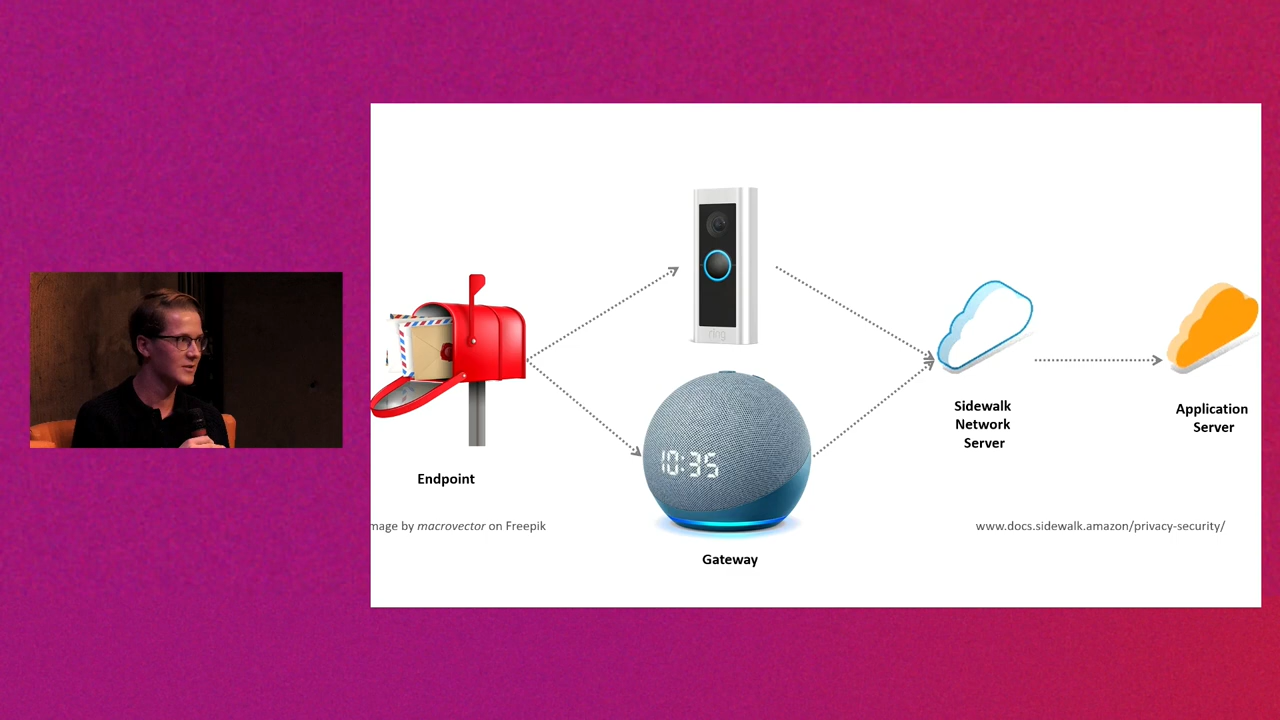 ring
10:35
Sidewalk
Network
Server
Application
Server
Endpoint
mage by macrovector on Freepik
www.docs.sidewalk.amazon/privacy-security/
Gateway